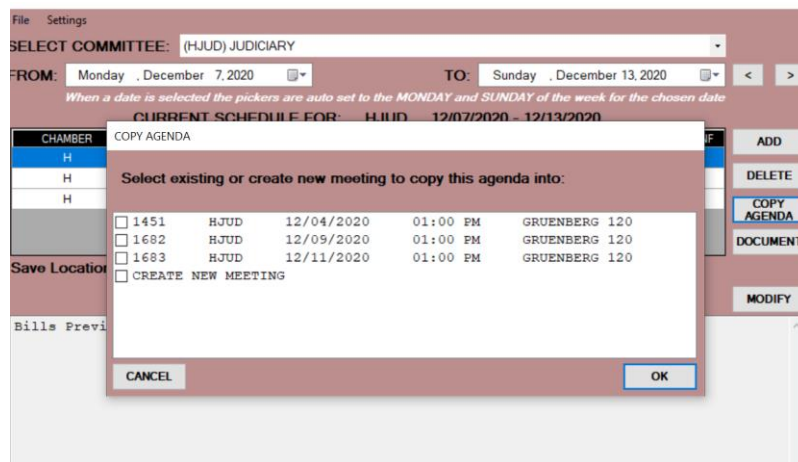 File Settings
SELECT COMMITTEE: (HJUD) JUDICIARY
FROM: Monday , December 7, 2020 TO: Sunday , December 13, 2020 < >
When a date is selected the pickers are auto set to the MONDAY and SUNDAY of the week for the chosen date
CURRENT SCHEDULE FOR: HJUD 12/07/2020 - 12/13/2020
CHAMBER NF ADD
H
H DELETE
H
COPY AGENDA
DOCUMENT
MODIFY
Save Location
Bills Previ
COPY AGENDA
Select existing or create new meeting to copy this agenda into:
1451 HJUD 12/04/2020 01:00 PM GRUENBERG 120
1682 HJUD 12/09/2020 01:00 PM GRUENBERG 120
1683 HJUD 12/11/2020 01:00 PM GRUENBERG 120
CREATE NEW MEETING
CANCEL OK